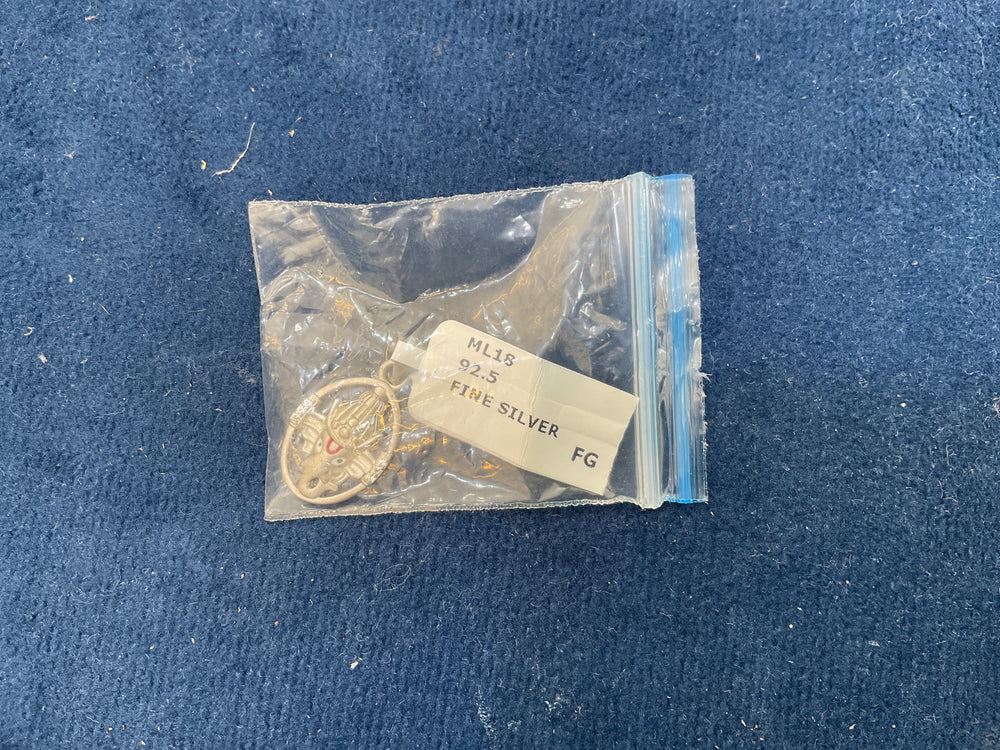 ML18
92.5
FINE SILVER
FG